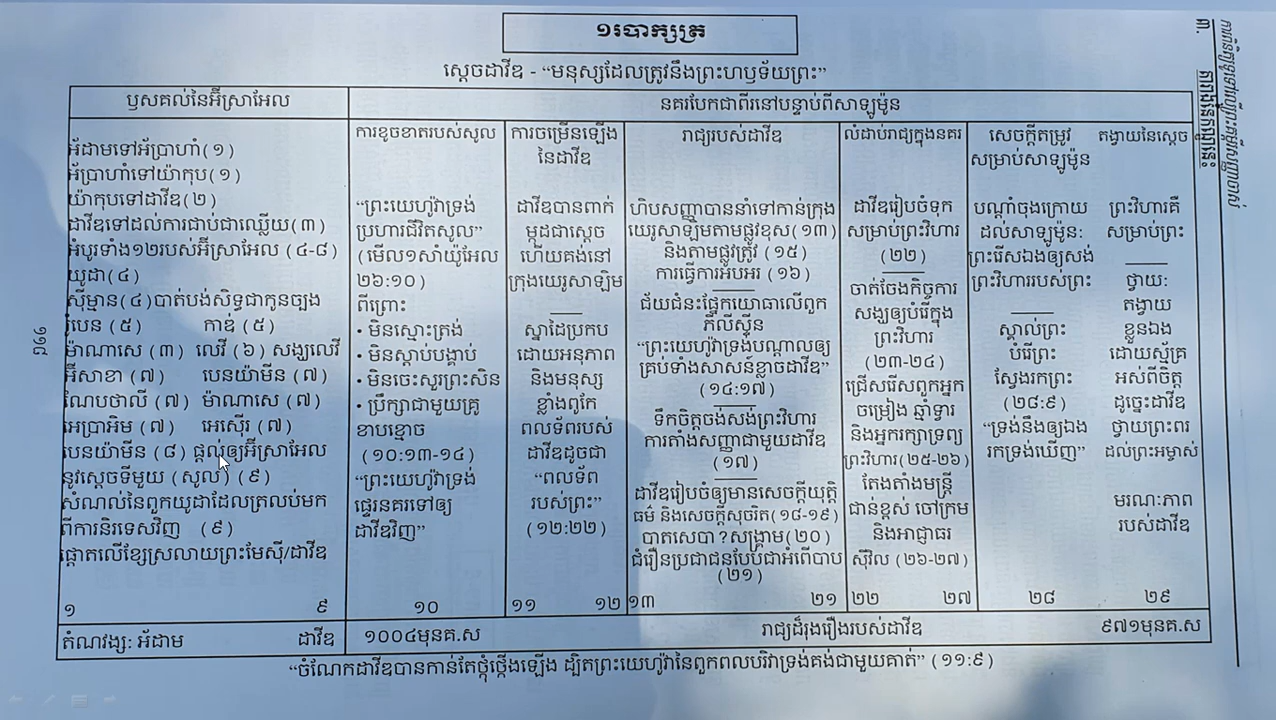 ១របាក្សត្រ
ស្ដេចដាវីឌ - “មនុស្សដែលត្រូវនឹងព្រះហឫទ័យព្រះ”
ឫសគល់នៃអ៊ីស្រាអែល
អ័ដាមទៅអ័ប្រាហាំ(១)
អ័ប្រាហាំទៅយ៉ាកុប(១)
យ៉ាកុបទៅដាវីឌ(២)
ដាវីឌទៅដល់ការជាប់ជាឈ្លើយ(៣)
អំបូរទាំង១២របស់អ៊ីស្រាអែល (៤-៨)
យូដា(៤)
ស៊ីម្មាន(៤)បាត់បង់សិទ្ធជាកូនច្បង
រូបេន (៥) កាឌ់ (៥)
ម៉ាណាសេ (៣) លេវី (៦) សង្ឃលេវី
អ៊ីសាខា (៧) បេនយ៉ាមីន (៧)
ណែបថាលី (៧) ម៉ាណាសេ (៧)
អេប្រាអិម (៧) អេស៊ើរ (៧)
បេនយ៉ាមីន (៨) ផ្ដល់ឲ្យអ៊ីស្រាអែល
នូវស្ដេចទីមួយ (សូល) (៩)
សំណល់នៃពួកយូដាដែលត្រលប់មក
ពីការនិរទេសវិញ (៩)
ផ្ដោតលើខ្សែស្រលាយព្រះមែស៊ី/ដាវីឌ
១ ៩
តំណវង្ស: អ័ដាម ដាវីឌ
នគរបែកជាពីរនៅបន្ទាប់ពីសាឡូម៉ូន
ការខូចខាតរបស់សូល
“ព្រះយេហូវ៉ាទ្រង់
ប្រហារជីវិតសូល”
(មើល១សាំយ៉ូអែល
២៦:១០)
ពីព្រោះ
• មិនស្មោះត្រង់
• មិនស្ដាប់បង្គាប់
• មិនចេះសួរព្រះសិន
• ប្រឹក្សាជាមួយគ្រូ
ខាបខ្មោច
(១០:១៣-១៤)
“ព្រះយេហូវ៉ាទ្រង់
ផ្ទេរនគរទៅឲ្យ
ដាវីឌវិញ”
១០
ការចម្រើនឡើង
នៃដាវីឌ
ដាវីឌបានពាក់
ម្កុដជាស្ដេច
ហើយគង់នៅ
ក្រុងយេរូសាឡិម
ស្នាដៃប្រកប
ដោយអនុភាព
និងមនុស្ស
ខ្លាំងពូកែ
ពលទ័ពរបស់
ដាវីឌដូចជា
“ពលទ័ព
របស់ព្រះ”
(១២:២២)
១១ ១២
រាជ្យរបស់ដាវីឌ
ហិបសញ្ញាបាននាំទៅកាន់ក្រុង
យេរូសាឡិមតាមផ្លូវខុស(១៣)
និងតាមផ្លូវត្រូវ (១៥)
ការធ្វើការអបអរ (១៦)
ជ័យជំនះផ្នែកយោធាលើពួក
ភីលីស្ទីន
“ព្រះយេហូវ៉ាទ្រង់បណ្ដាលឲ្យ
គ្រប់ទាំងសាសន៍ខ្លាចដាវីឌ”
(១៤:១៧)
ទឹកចិត្តចង់សង់ព្រះវិហារ
ការតាំងសញ្ញាជាមួយដាវីឌ
(១៧)
ដាវីឌរៀបចំឲ្យមានសេចក្ដីយុត្តិ
ធម៌ និងសេចក្ដីសុចរិត(១៨-១៩)
បាតសេបា?សង្គ្រាម(២០)
ជំរឿនប្រជាជនបែបជាអំពើបាប
(២១)
១៣ ២១
លំដាប់រាជ្យក្នុងនគរ
ដាវីឌរៀបចំទុក
សម្រាប់ព្រះវិហារ
(២២)
ចាត់ចែងកិច្ចការ
សង្ឃឲ្យបំរើក្នុង
ព្រះវិហារ
(២៣-២៤)
ជ្រើសរើសពួកអ្នក
ចម្រៀង ឆ្មាំទ្វារ
និងអ្នករក្សាទ្រព្យ
ព្រះវិហារ(២៥-២៦)
តែងតាំងមន្ត្រី
ជាន់ខ្ពស់ ចៅក្រម
និងអាជ្ញាធរ
ស៊ីវិល (២៦-២៧)
២២ ២៧
សេចក្ដីតម្រូវ
សម្រាប់សាឡូម៉ូន
បណ្ដាំចុងក្រោយ
ដល់សាឡូម៉ូន:
ព្រះរើសឯងឲ្យសង់
ព្រះវិហាររបស់ព្រះ
ស្គាល់ព្រះ
បំរើព្រះ
ស្វែងរកព្រះ
(២៨:៩)
“ទ្រង់នឹងឲ្យឯង
រកទ្រង់ឃើញ”
២៨
តង្វាយនៃស្ដេច
ព្រះវិហារគឺ
សម្រាប់ព្រះ
ថ្វាយ:
តង្វាយ
ខ្លួនឯង
ដោយស្ម័គ្រ
អស់ពីចិត្ត
ដូច្នេះដាវីឌ
ថ្វាយព្រះពរ
ដល់ព្រះអម្ចាស់
មរណៈភាព
របស់ដាវីឌ
២៩
១០០៤មុនគ.ស រាជ្យដ៏រុងរឿងរបស់ដាវីឌ ៩៧១មុនគ.ស
“ចំណែកដាវីឌបានកាន់តែថ្កុំថ្កើងឡើង ដ្បិតព្រះយេហូវ៉ានៃពួកពលបរិវាទ្រង់គង់ជាមួយគាត់” (១១:៩)
១១៨